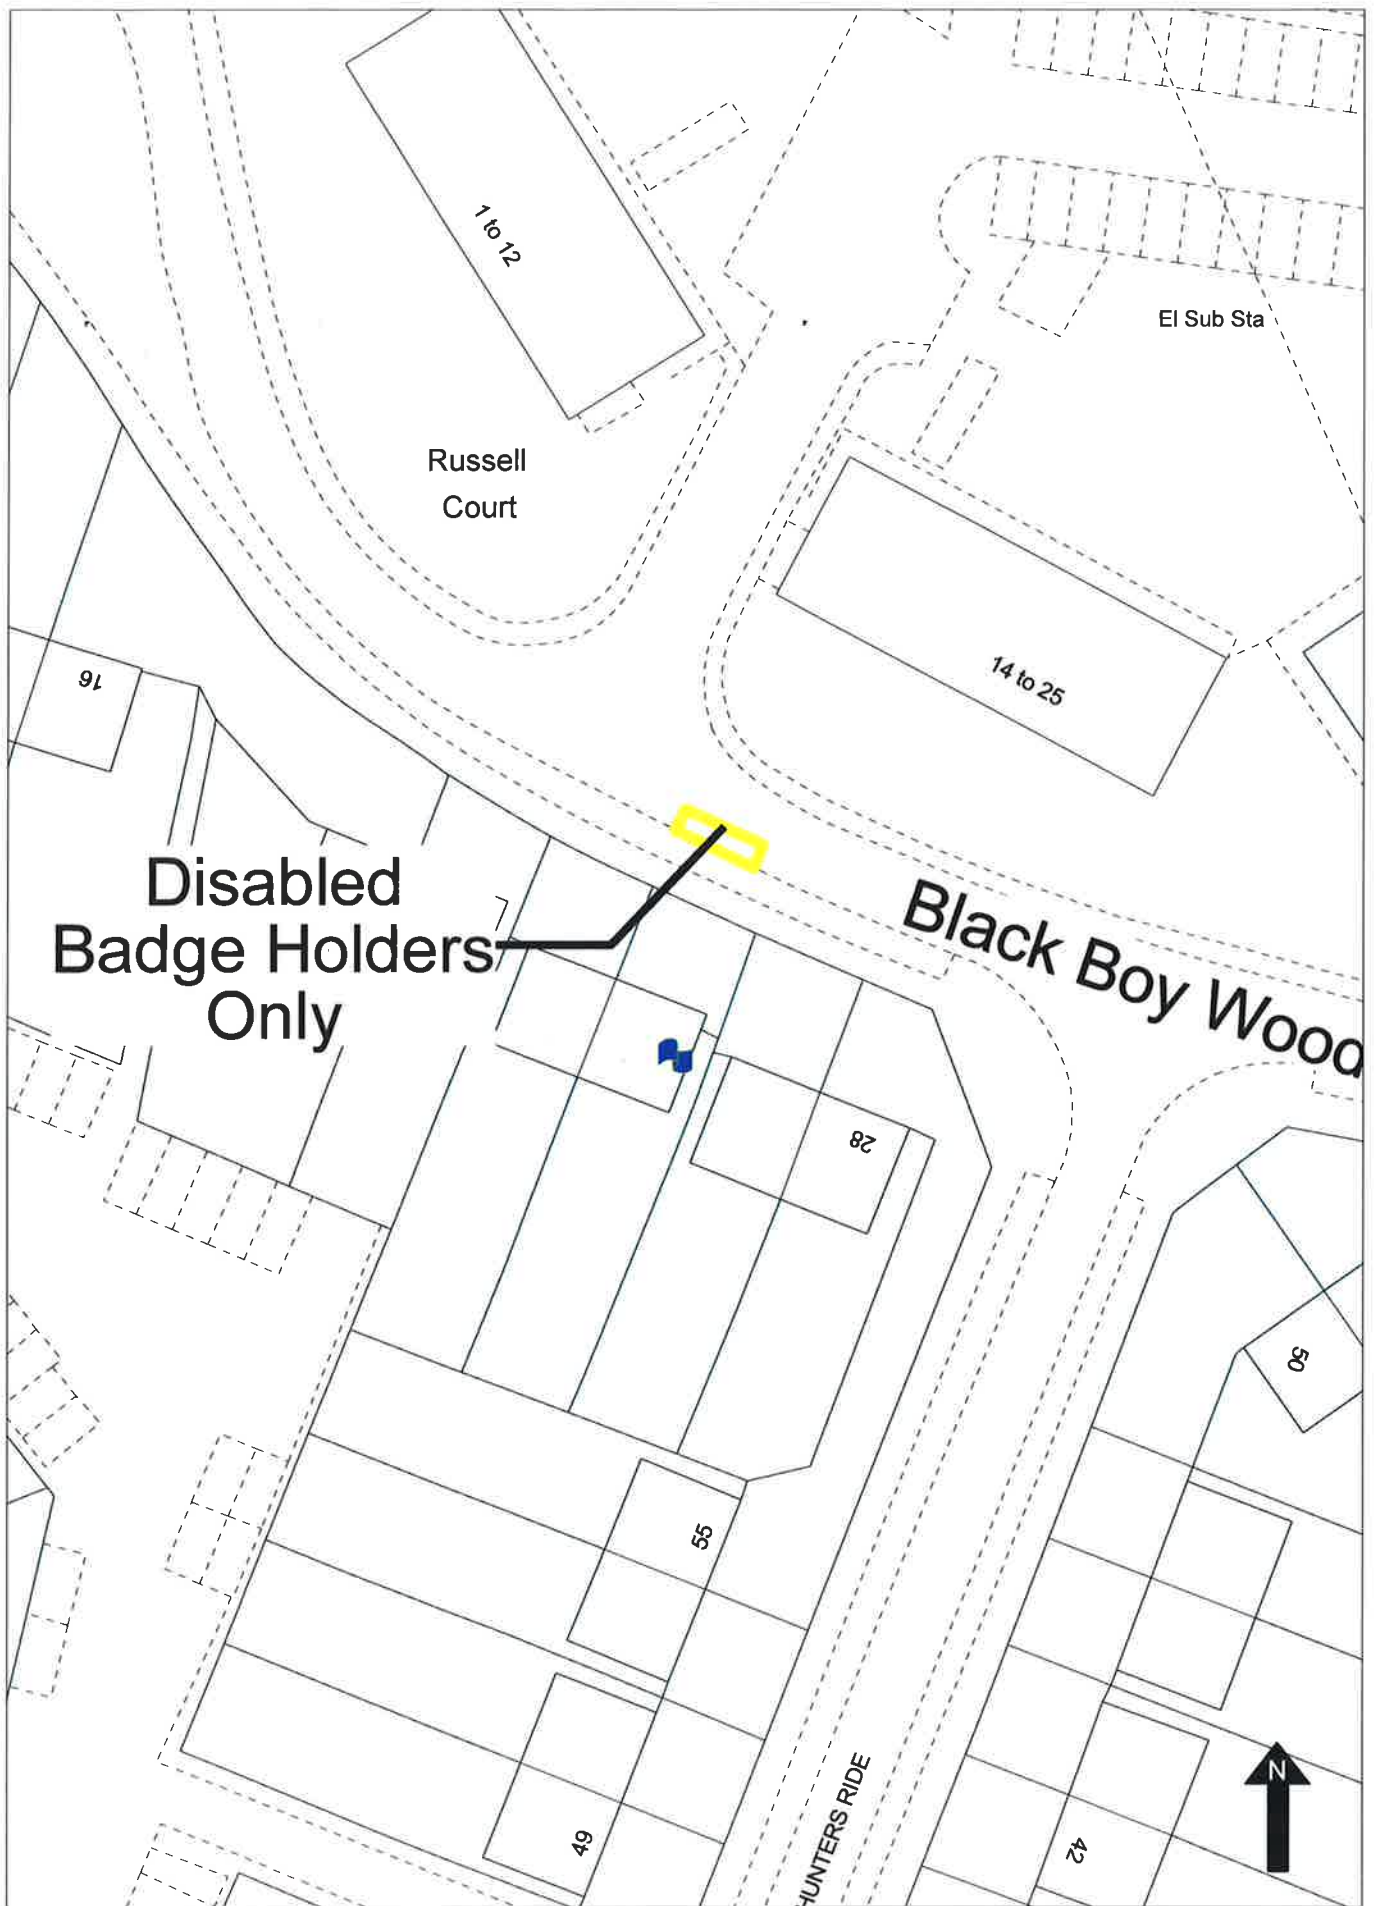 1 to 12
El Sub Sta
Russell
Court
16
14 to 25
Disabled
Badge Holders
Only
Black Boy Wood
28
50
55
HUNTERS RIDE
49
42
N